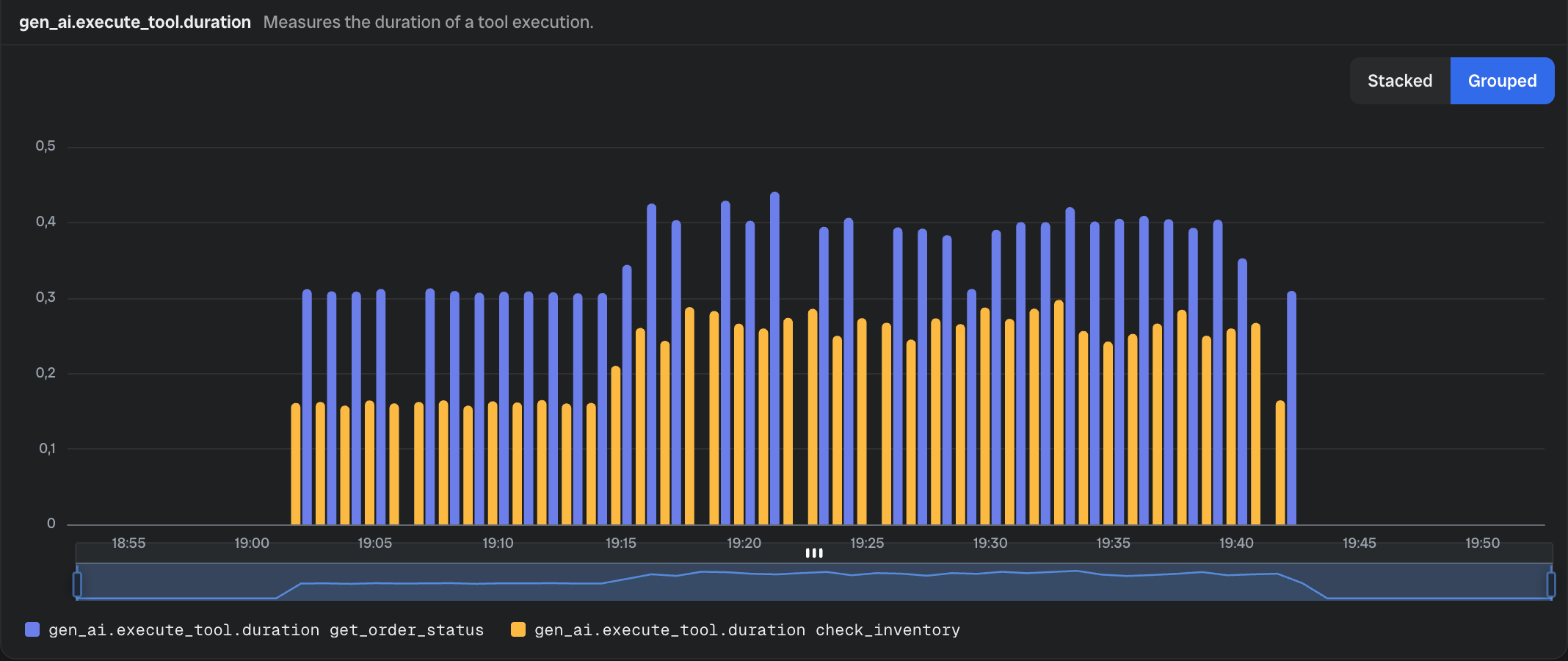 gen_ai.execute_tool.duration Measures the duration of a tool execution.
Stacked Grouped
0,5
0,4
0,3
0,2
0,1
0
18:55 19:00 19:05 19:10 19:15 19:20 19:25 19:30 19:35 19:40 19:45 19:50
gen_ai.execute_tool.duration get_order_status gen_ai.execute_tool.duration check_inventory